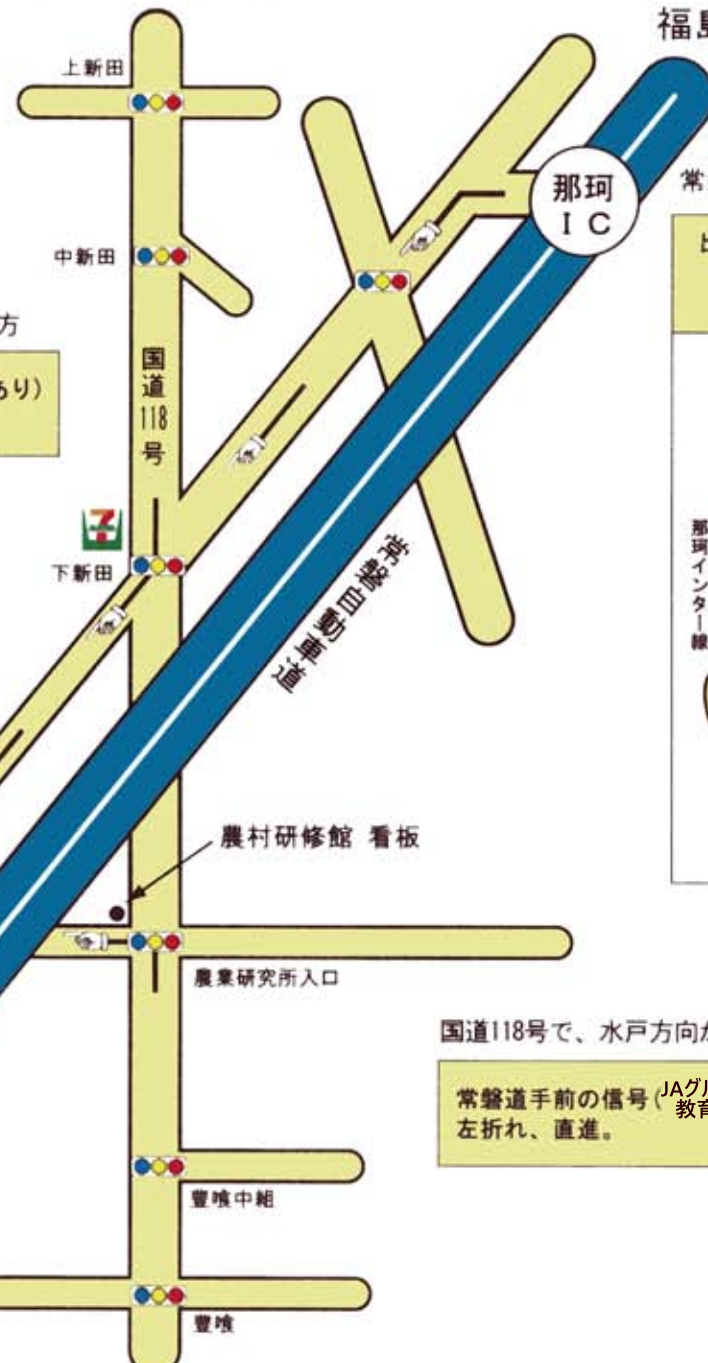 福島
上新田
那珂
IC
常
中新田
方
あり)
国道118号
下新田
常磐自動車道
那珂インター線
農村研修館 看板
農業研究所入口
国道118号で、水戸方向か
常磐道手前の信号(JAグル
教育
左折れ、直進。
豊喰中組
豊喰